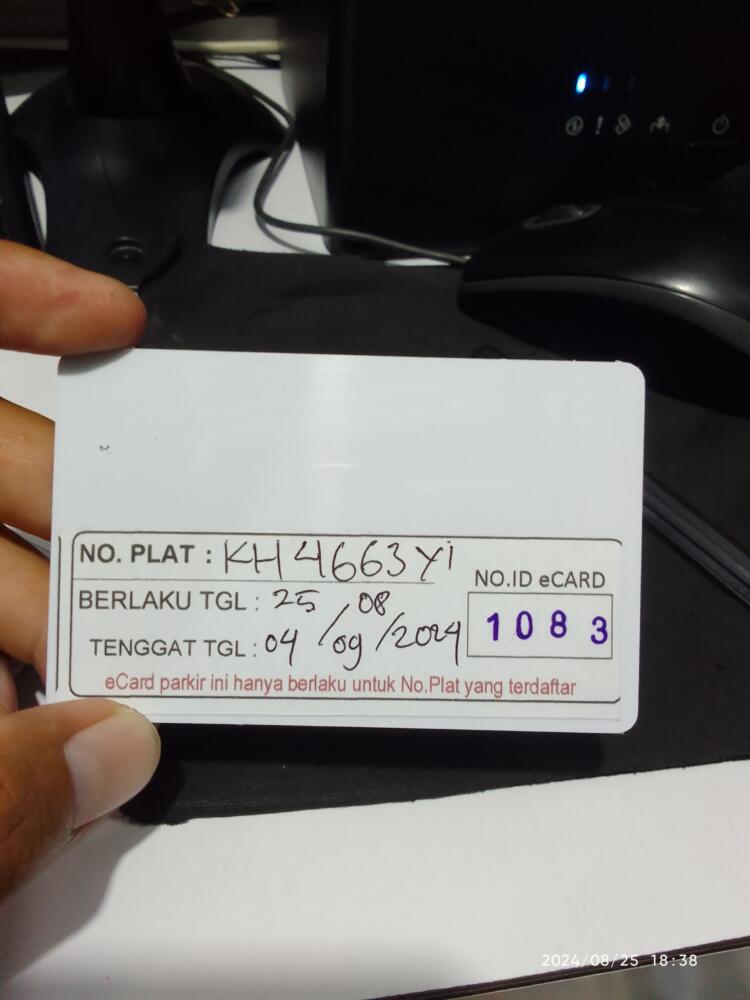 NO. PLAT : KH 4663 Yi
NO.ID eCARD
BERLAKU TGL : 25 / 08
1083
TENGGAT TGL : 04 / 09 / 2024
eCard parkir ini hanya berlaku untuk No.Plat yang terdaftar
2024/08/25 18:38